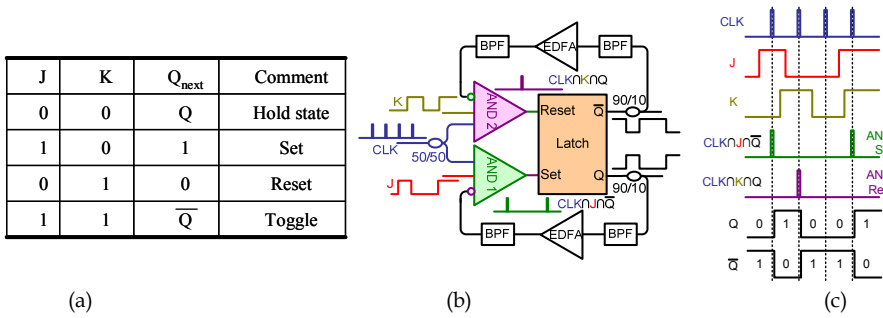 J K Qnext Comment
0 0 Q Hold state
1 0 1 Set
0 1 0 Reset
1 1 Q̅ Toggle
(a)
BPF EDFA BPF
CLK∩K∩Q
K
AND 2
Reset Q̅ 90/10
CLK
50/50
Latch
J
AND 1
Set Q
90/10
CLK∩J∩Q̅
BPF EDFA BPF
(b)
CLK
J
K
CLK∩J∩Q̅ AN
S
CLK∩K∩Q AN
Re
Q 0 1 0 0 1
Q̅ 1 0 1 1 0
(c)